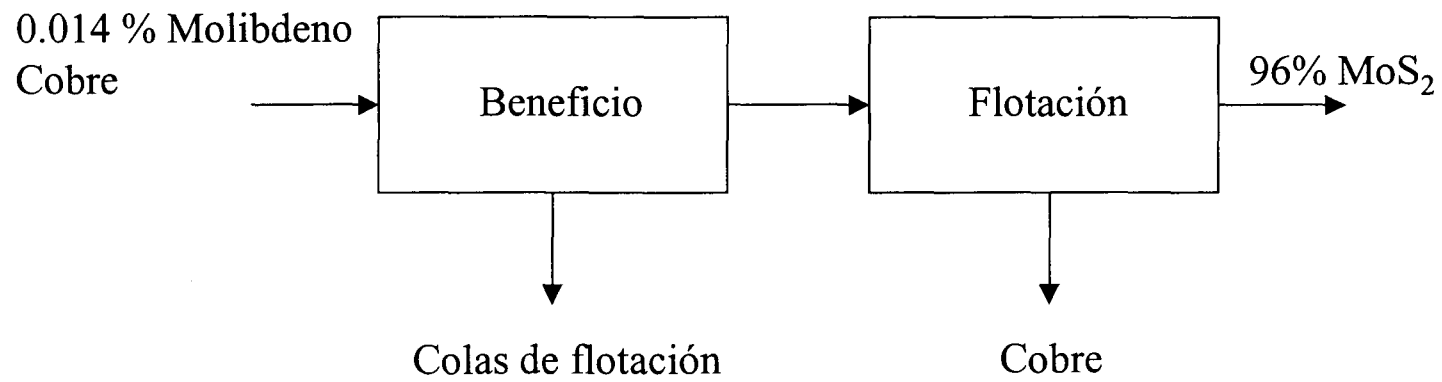 0.014 % Molibdeno
Cobre
Beneficio
Flotación
96% MoS₂
Colas de flotación
Cobre